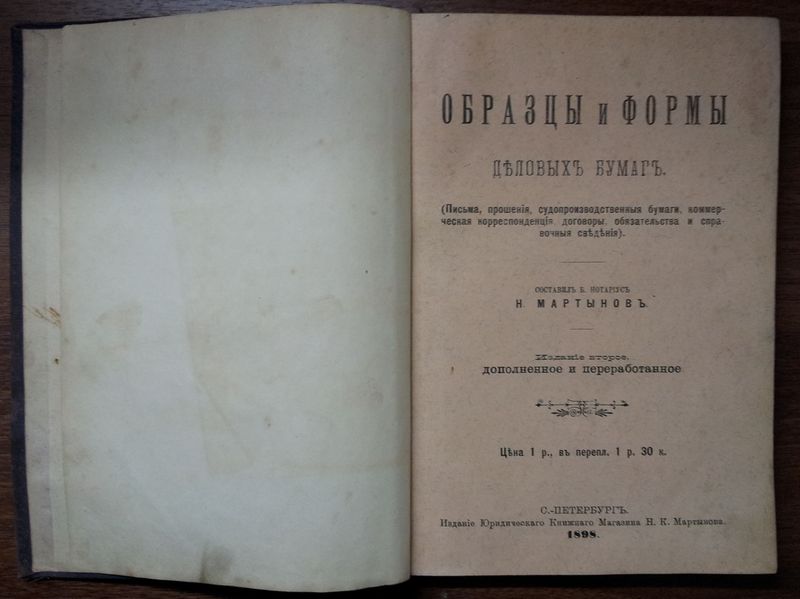 ОБРАЗЦЫ и ФОРМЫ
ДѢЛОВЫХЪ БУМАГЪ.
(Письма, прошенія, судопроизводственныя бумаги, коммер-
ческая корреспонденція, договоры, обязательства и спра-
вочныя свѣдѣнія).
СОСТАВИЛЪ Б. НОТАРІУСЪ
Н. МАРТЫНОВЪ.
Изданіе второе,
дополненное и переработанное
Цѣна 1 р., въ перепл. 1 р. 30 к.
С.-ПЕТЕРБУРГЪ.
Изданіе Юридическаго Книжнаго Магазина Н. К. Мартынова.
1898.